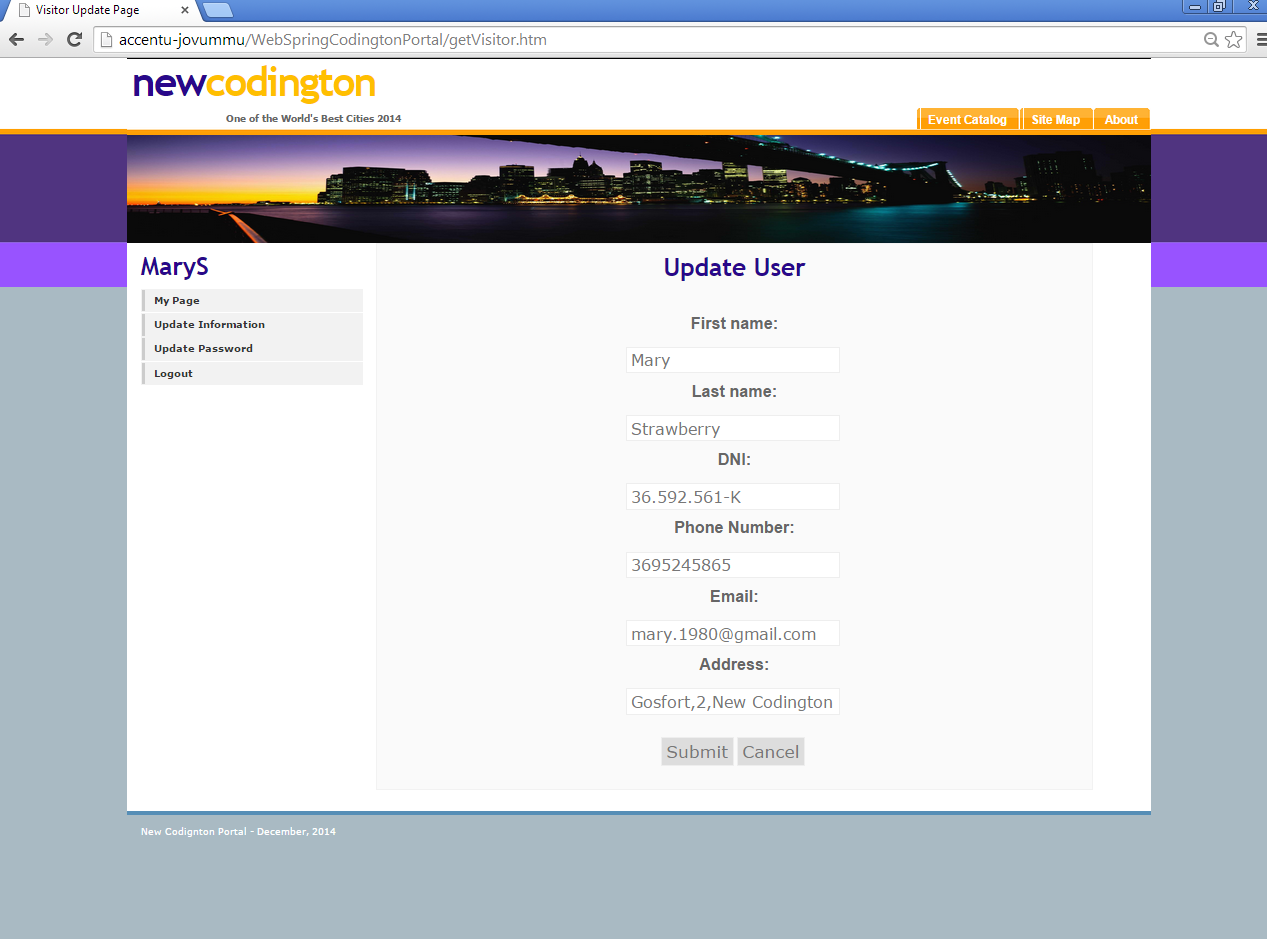 Visitor Update Page
accentu-jovummu/WebSpringCodingtonPortal/getVisitor.htm
newcodington
One of the World's Best Cities 2014
Event Catalog
Site Map
About
MaryS
My Page
Update Information
Update Password
Logout
Update User
First name:
Mary
Last name:
Strawberry
DNI:
36.592.561-K
Phone Number:
3695245865
Email:
mary.1980@gmail.com
Address:
Gosfort,2,New Codington
Submit Cancel
New Codignton Portal - December, 2014